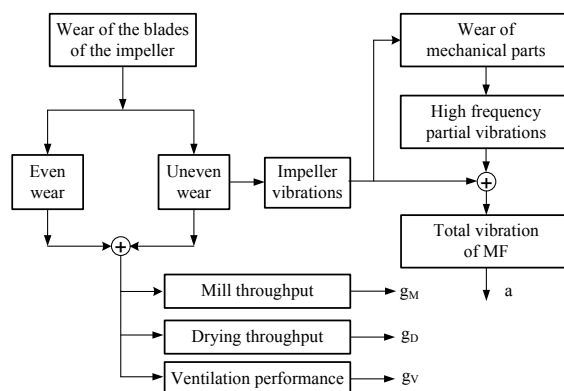 Wear of the blades
of the impeller
Wear of
mechanical parts
High frequency
partial vibrations
Even
wear
Uneven
wear
Impeller
vibrations
+
+
Total vibration
of MF
a
Mill throughput
gM
Drying throughput
gD
Ventilation performance
gV